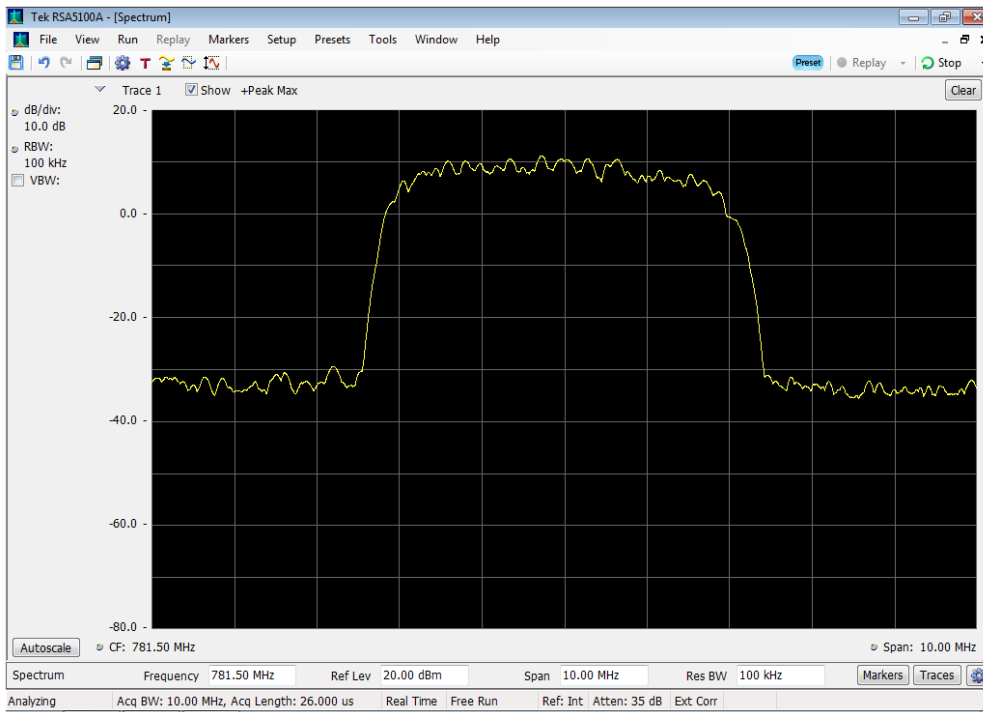 Tek RSA5100A - [Spectrum]
File View Run Replay Markers Setup Presets Tools Window Help
T Preset Replay Stop
Trace 1 Show +Peak Max Clear
dB/div:
10.0 dB
RBW:
100 kHz
VBW:
20.0 -
0.0 -
-20.0 -
-40.0 -
-60.0 -
-80.0 -
Autoscale CF: 781.50 MHz Span: 10.00 MHz
Spectrum Frequency 781.50 MHz Ref Lev 20.00 dBm Span 10.00 MHz Res BW 100 kHz Markers Traces
Analyzing Acq BW: 10.00 MHz, Acq Length: 26.000 us Real Time Free Run Ref: Int Atten: 35 dB Ext Corr